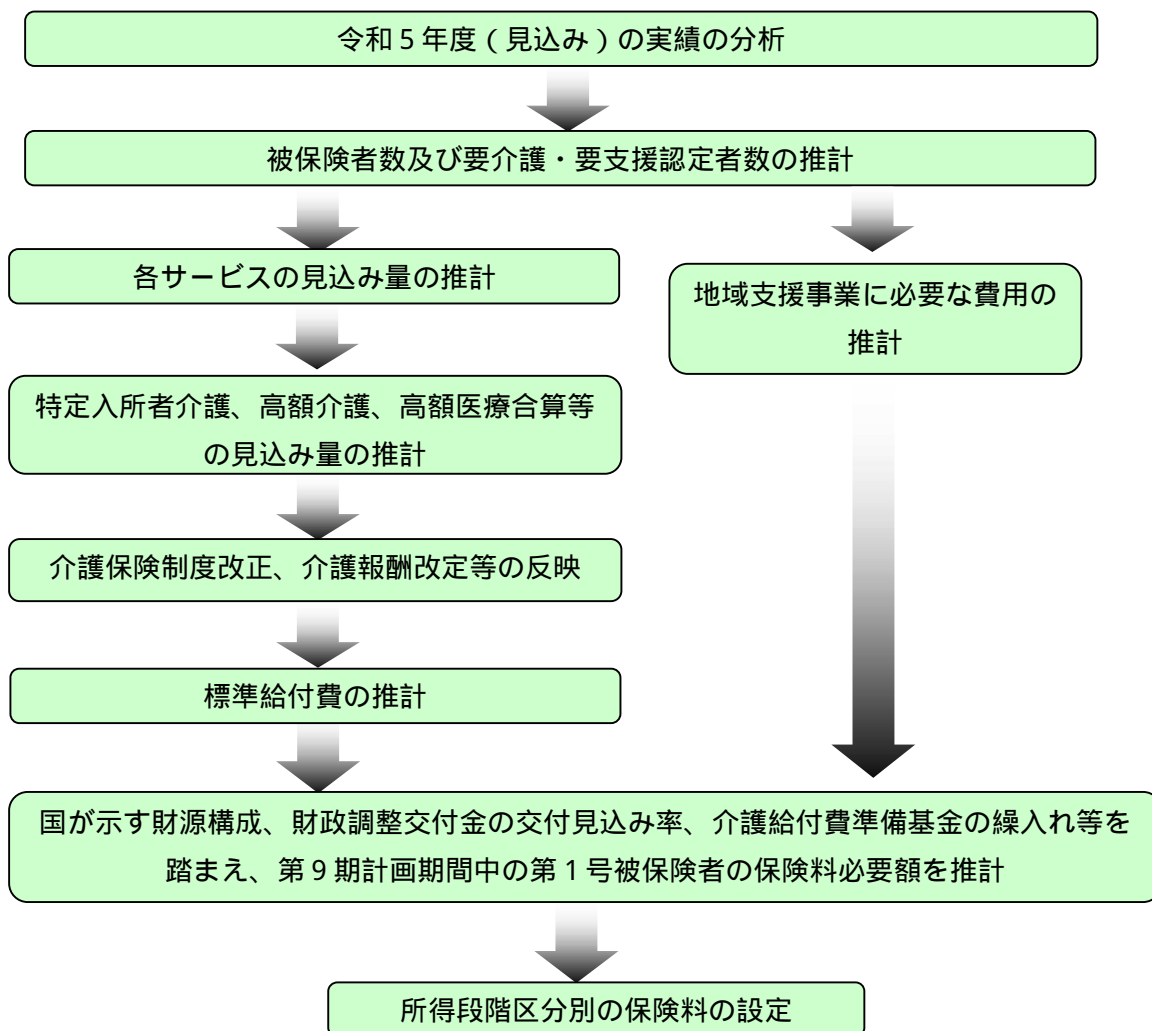 令和５年度（見込み）の実績の分析
被保険者数及び要介護・要支援認定者数の推計
各サービスの見込み量の推計
地域支援事業に必要な費用の
推計
特定入所者介護、高額介護、高額医療合算等
の見込み量の推計
介護保険制度改正、介護報酬改定等の反映
標準給付費の推計
国が示す財源構成、財政調整交付金の交付見込み率、介護給付費準備基金の繰入れ等を
踏まえ、第９期計画期間中の第１号被保険者の保険料必要額を推計
所得段階区分別の保険料の設定